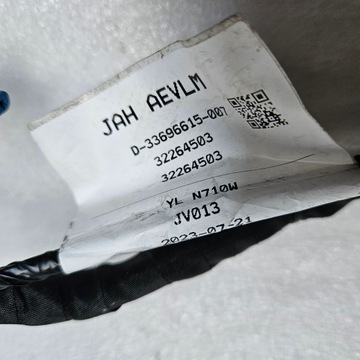 JAH AEVLM
D-33696615-007
32264503
32264503
YL N710W
JV013
2023-07-21